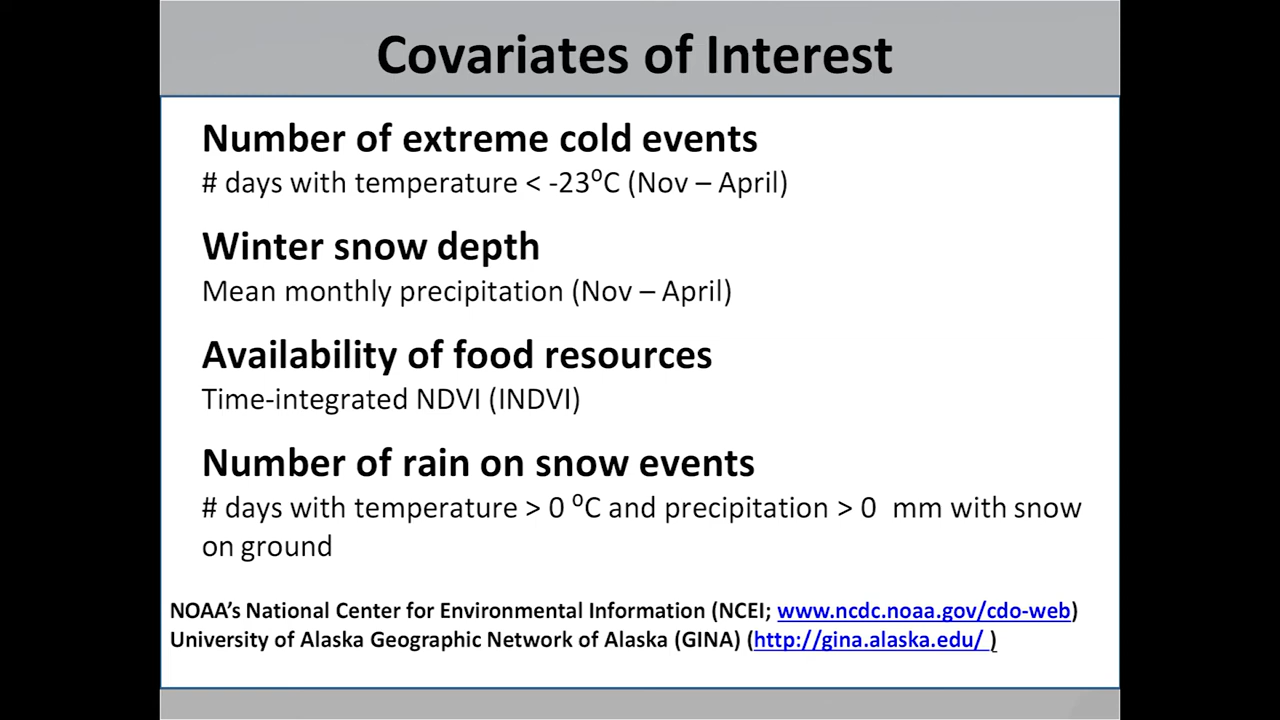 Covariates of Interest
Number of extreme cold events
# days with temperature < -23⁰C (Nov – April)
Winter snow depth
Mean monthly precipitation (Nov – April)
Availability of food resources
Time-integrated NDVI (INDVI)
Number of rain on snow events
# days with temperature > 0 ⁰C and precipitation > 0  mm with snow
on ground
NOAA’s National Center for Environmental Information (NCEI; www.ncdc.noaa.gov/cdo-web)
University of Alaska Geographic Network of Alaska (GINA) (http://gina.alaska.edu/ )